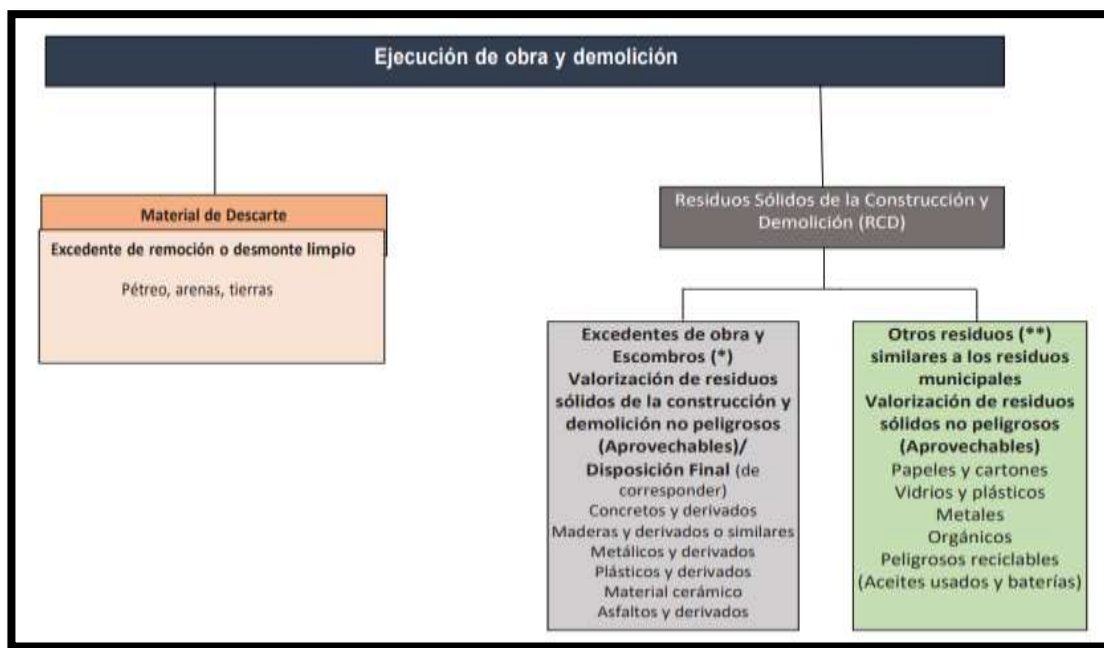 Ejecución de obra y demolición
Material de Descarte
Excedente de remoción o desmonte limpio
Pétreo, arenas, tierras
Residuos Sólidos de la Construcción y
Demolición (RCD)
Excedentes de obra y
Escombros (*)
Valorización de residuos
sólidos de la construcción y
demolición no peligrosos
(Aprovechables)/
Disposición Final (de
corresponder)
Concretos y derivados
Maderas y derivados o similares
Metálicos y derivados
Plásticos y derivados
Material cerámico
Asfaltos y derivados
Otros residuos (**)
similares a los residuos
municipales
Valorización de residuos
sólidos no peligrosos
(Aprovechables)
Papeles y cartones
Vidrios y plásticos
Metales
Orgánicos
Peligrosos reciclables
(Aceites usados y baterías)